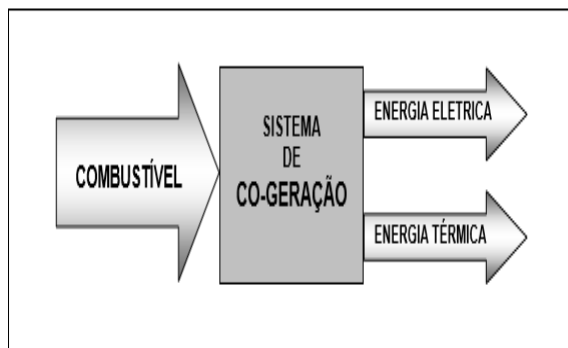 COMBUSTÍVEL
SISTEMA
DE
CO-GERAÇÃO
ENERGIA ELETRICA
ENERGIA TÉRMICA